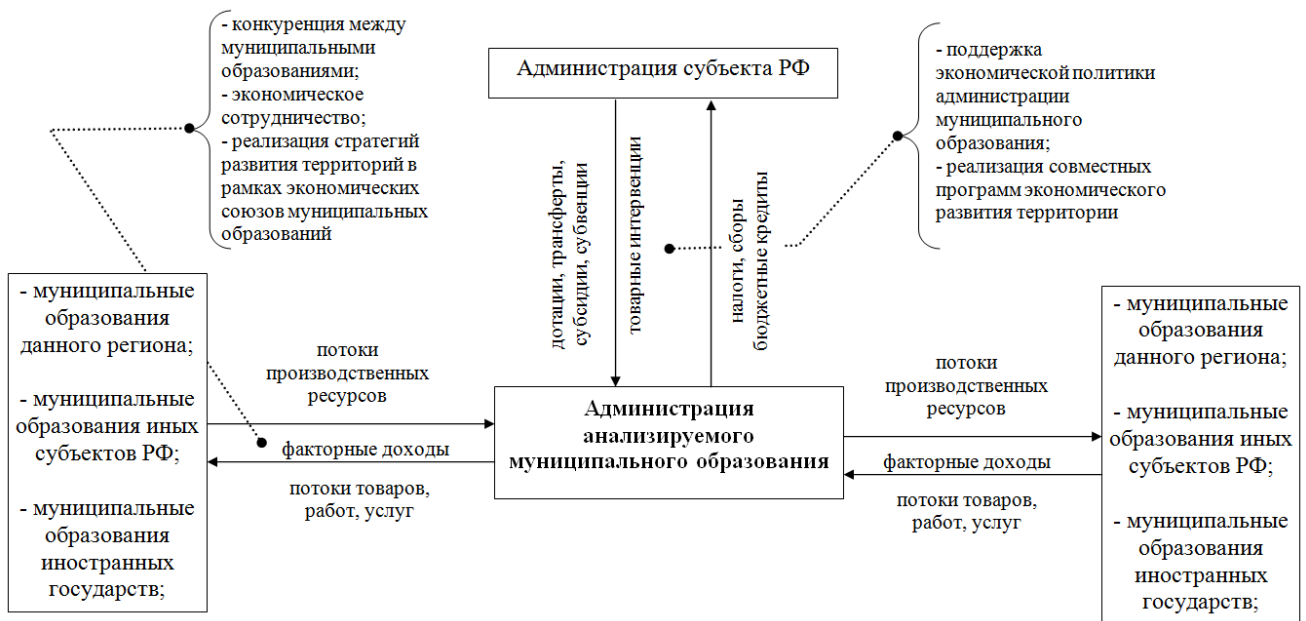 - конкуренция между
муниципальными
образованиями;
- экономическое
сотрудничество;
- реализация стратегий
развития территорий в
рамках экономических
союзов муниципальных
образований
Администрация субъекта РФ
- поддержка
экономической политики
администрации
муниципального
образования;
- реализация совместных
программ экономического
развития территории
дотации, трансферты,
субсидии, субвенции
товарные интервенции
налоги, сборы
бюджетные кредиты
- муниципальные
образования
данного региона;
- муниципальные
образования иных
субъектов РФ;
- муниципальные
образования
иностранных
государств;
потоки
производственных
ресурсов
факторные доходы
потоки товаров,
работ, услуг
Администрация
анализируемого
муниципального образования
потоки
производственных
ресурсов
факторные доходы
потоки товаров,
работ, услуг
- муниципальные
образования
данного региона;
- муниципальные
образования иных
субъектов РФ;
- муниципальные
образования
иностранных
государств;